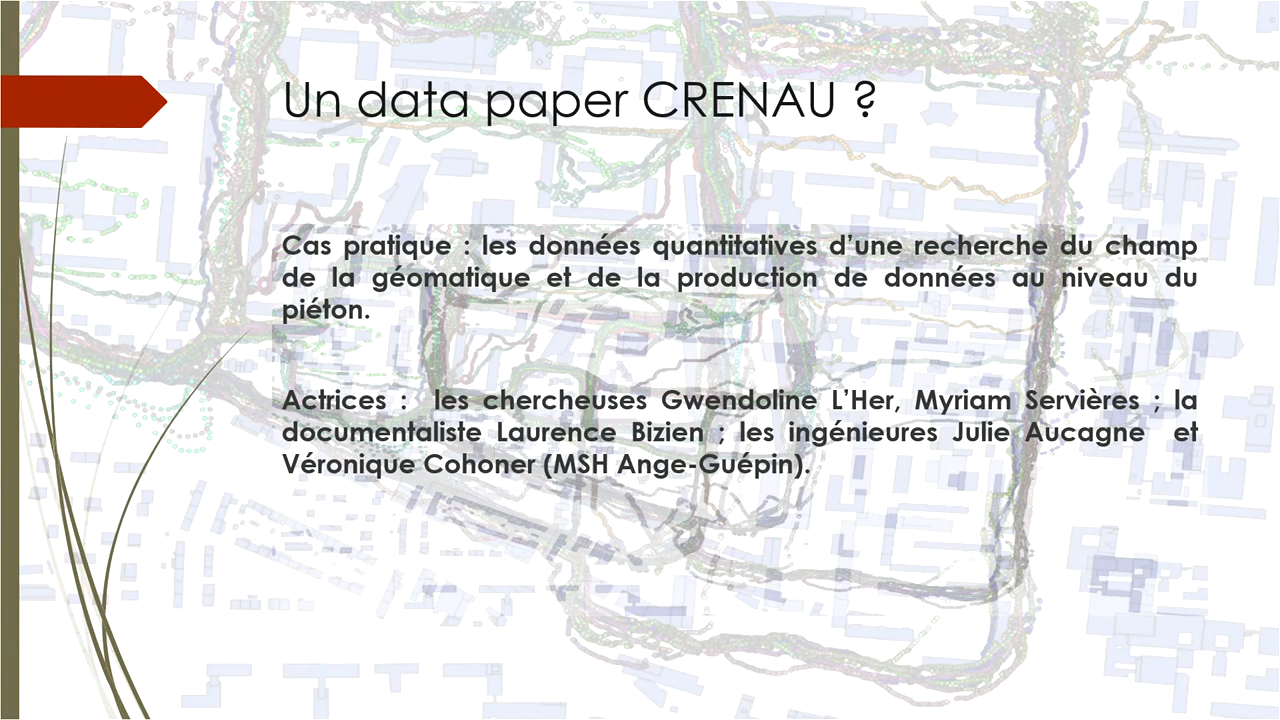 Un data paper CRENAU ?
Cas pratique : les données quantitatives d’une recherche du champ
de la géomatique et de la production de données au niveau du
piéton.
Actrices : les chercheuses Gwendoline L’Her, Myriam Servières ; la
documentaliste Laurence Bizien ; les ingénieures Julie Aucagne et
Véronique Cohoner (MSH Ange-Guépin).